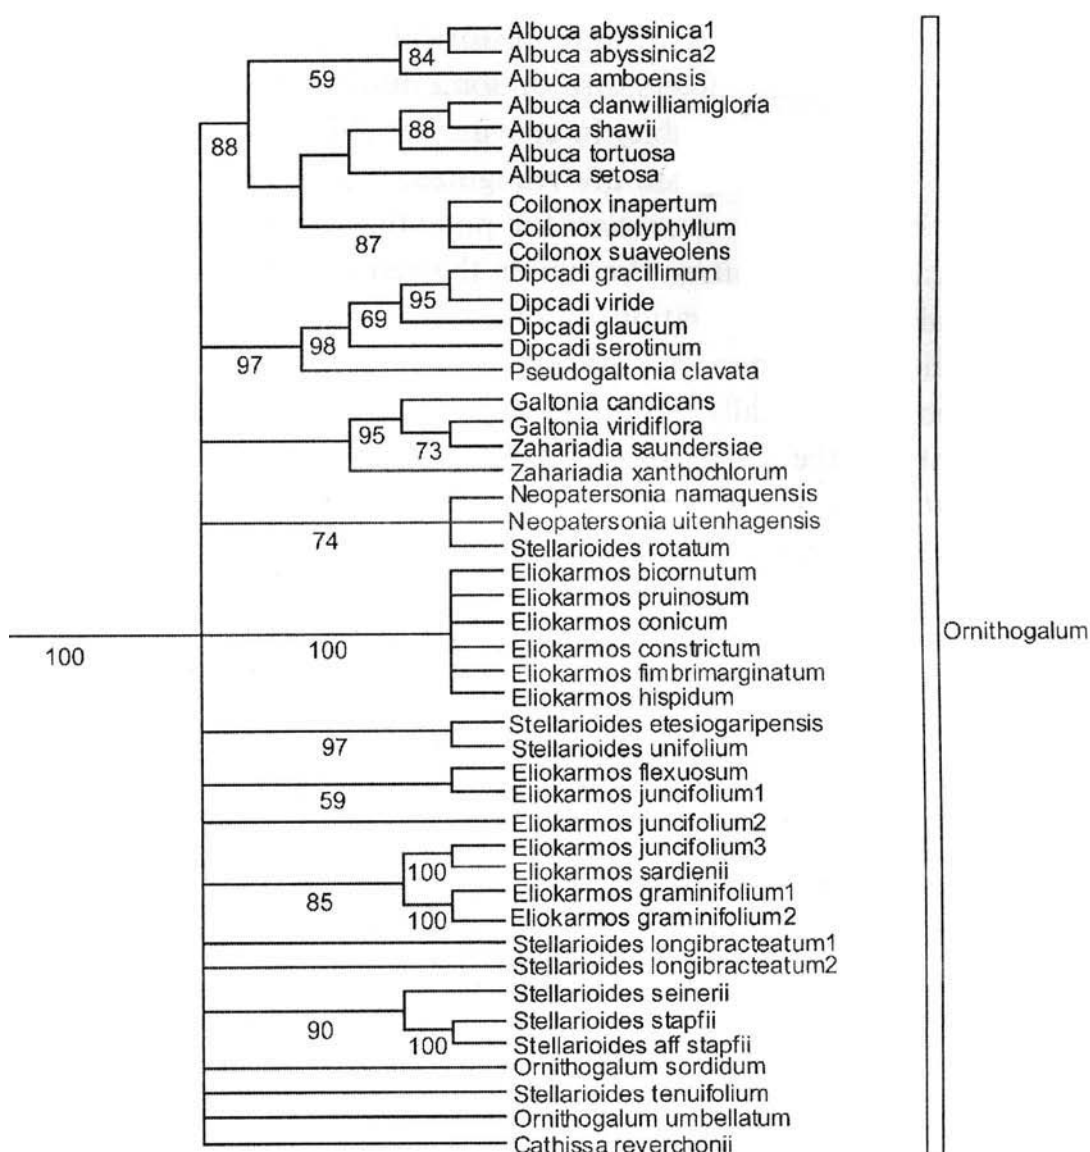 Albuca abyssinica1
84 Albuca abyssinica2
59 Albuca amboensis
Albuca clanwilliamigloria
88 88 Albuca shawii
Albuca tortuosa
Albuca setosa
Coilonox inapertum
Coilonox polyphyllum
87 Coilonox suaveolens
Dipcadi gracillimum
95 Dipcadi viride
69 Dipcadi glaucum
98 Dipcadi serotinum
97 Pseudogaltonia clavata
Galtonia candicans
95 Galtonia viridiflora
73 Zahariadia saundersiae
Zahariadia xanthochlorum
Neopatersonia namaquensis
Neopatersonia uitenhagensis
74 Stellarioides rotatum
Eliokarmos bicornutum
Eliokarmos pruinosum
Eliokarmos conicum
Ornithogalum
100 100 Eliokarmos constrictum
Eliokarmos fimbrimarginatum
Eliokarmos hispidum
Stellarioides etesiogaripensis
97 Stellarioides unifolium
Eliokarmos flexuosum
59 Eliokarmos juncifolium1
Eliokarmos juncifolium2
Eliokarmos juncifolium3
100 Eliokarmos sardienii
85 Eliokarmos graminifolium1
100 Eliokarmos graminifolium2
Stellarioides longibracteatum1
Stellarioides longibracteatum2
Stellarioides seinerii
90 Stellarioides stapfii
100 Stellarioides aff stapfii
Ornithogalum sordidum
Stellarioides tenuifolium
Ornithogalum umbellatum
Cathissa reverchonii